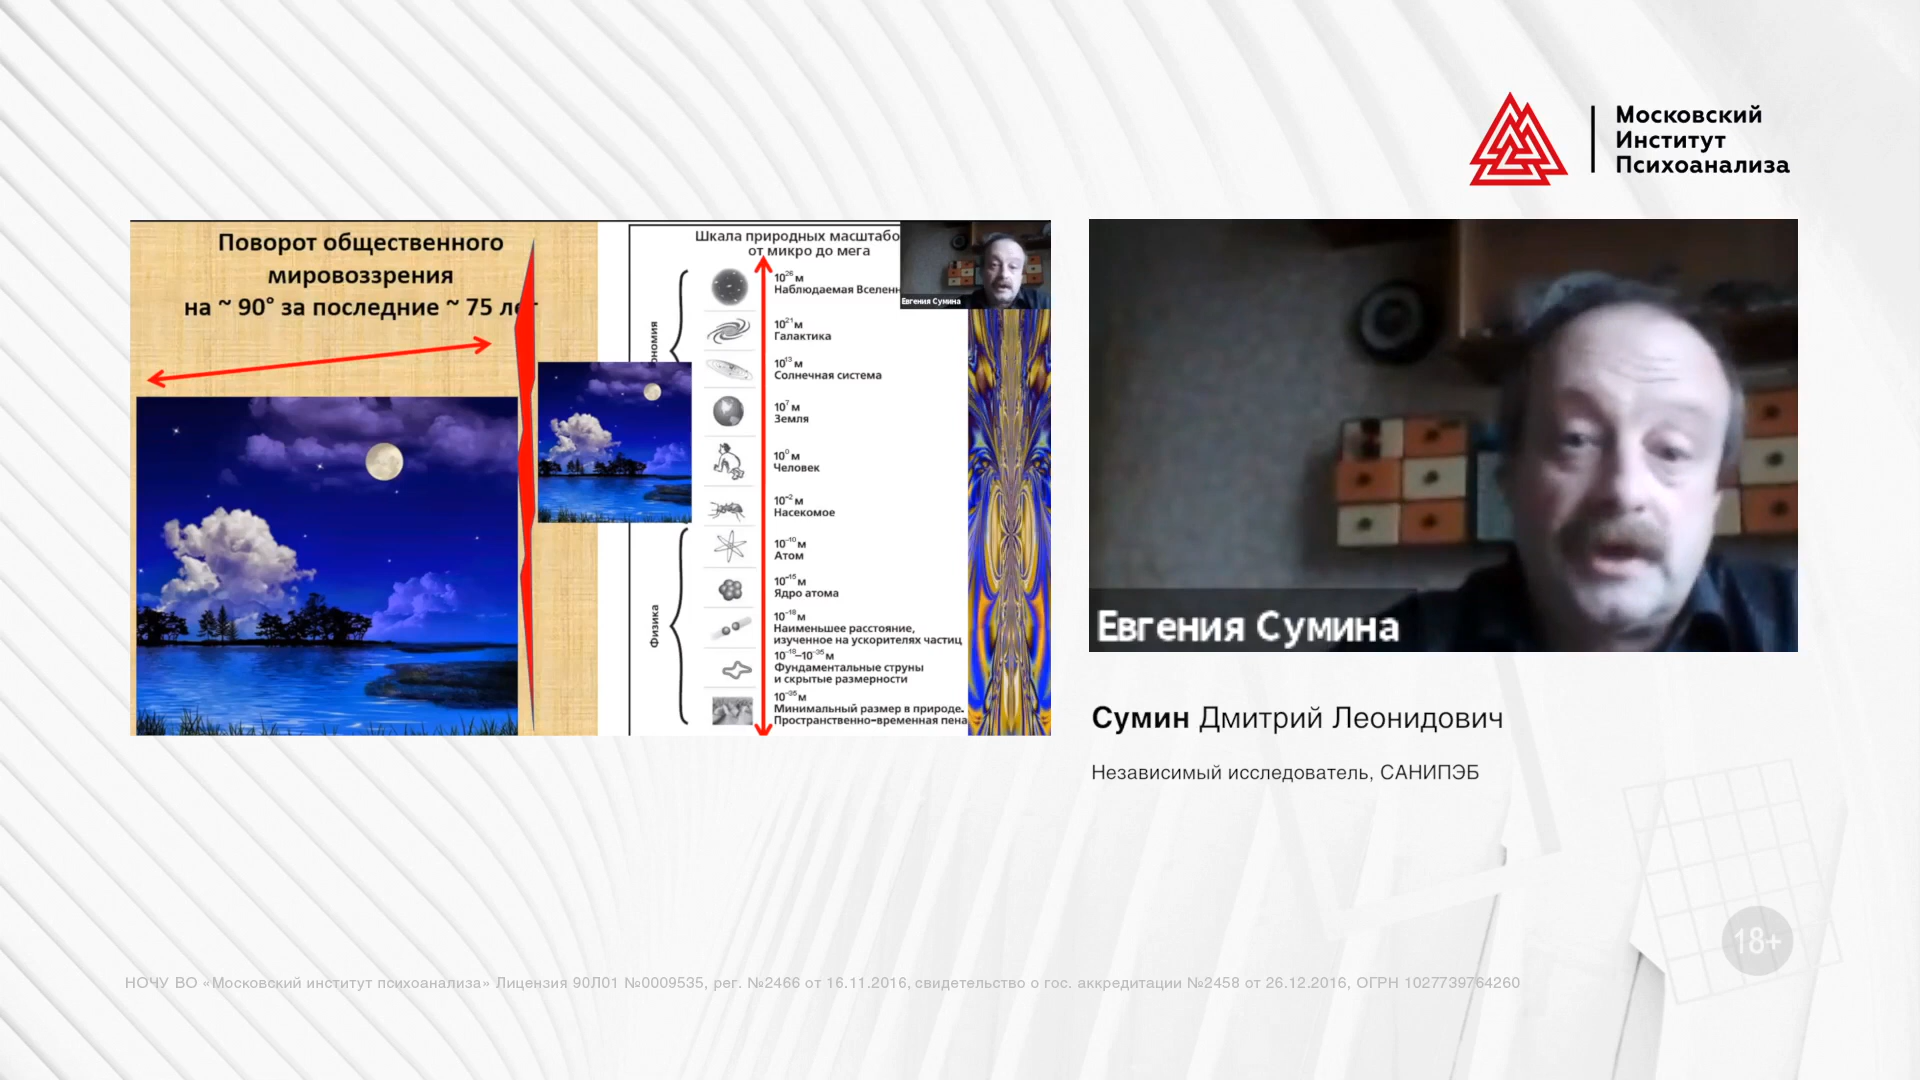 Московский
Институт
Психоанализа
Поворот общественного
мировоззрения
на ~ 90° за последние ~ 75 лет
Шкала природных масштабо
от микро до мега
10²⁶ м
Наблюдаемая Вселенн
10²¹ м
Галактика
10¹³ м
Солнечная система
10⁷ м
Земля
10⁰ м
Человек
10⁻² м
Насекомое
10⁻¹⁰ м
Атом
10⁻¹⁵ м
Ядро атома
10⁻¹⁸ м
Наименьшее расстояние,
изученное на ускорителях частиц
10⁻¹⁸–10⁻³⁵ м
Фундаментальные струны
и скрытые размерности
10⁻³⁵ м
Минимальный размер в природе.
Пространственно-временная пена
Физика
Евгения Сумина
Евгения Сумина
Сумин Дмитрий Леонидович
Независимый исследователь, САНИПЭБ
18+
НОЧУ ВО «Московский институт психоанализа» Лицензия 90Л01 №0009535, рег. №2466 от 16.11.2016, свидетельство о гос. аккредитации №2458 от 26.12.2016, ОГРН 1027739764260